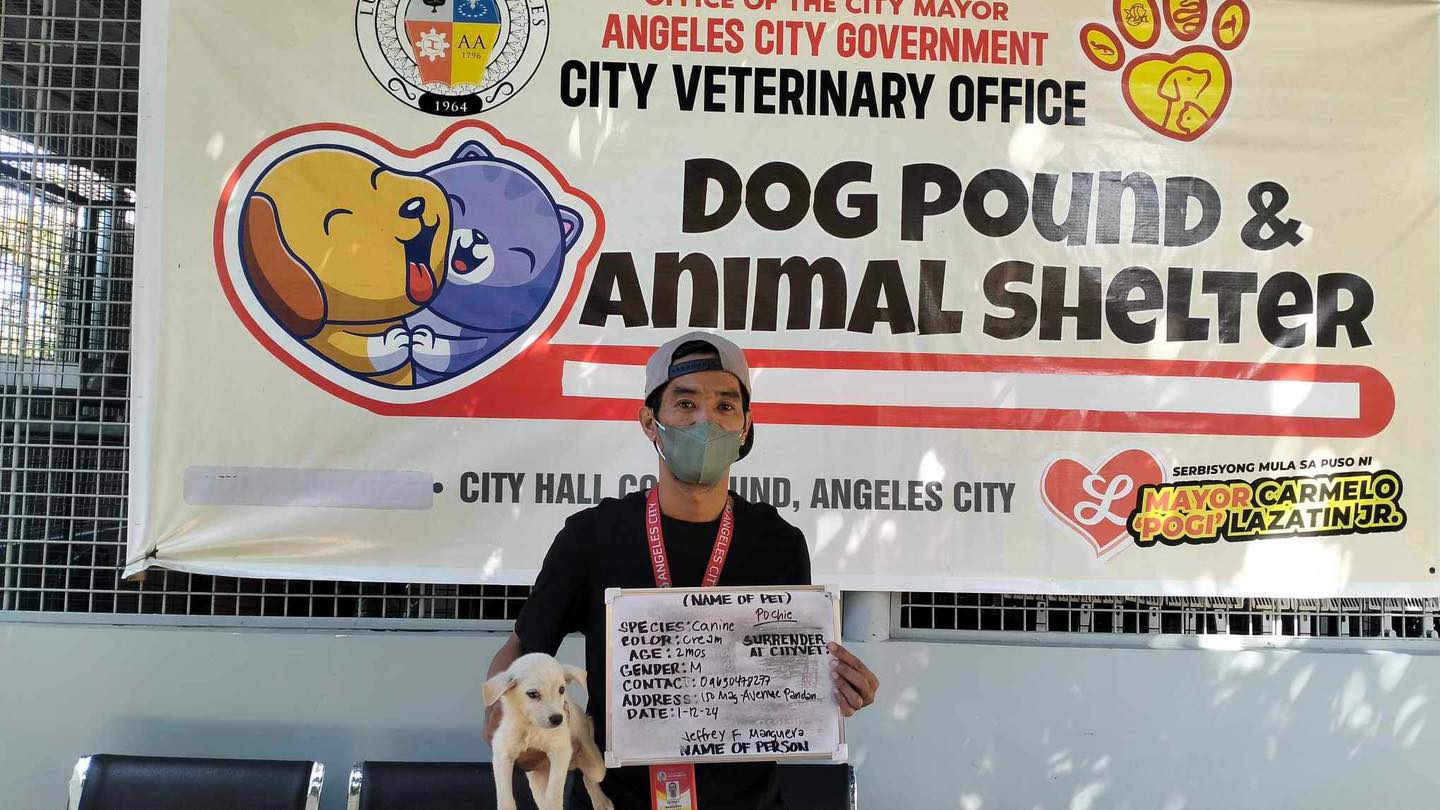 OFFICE OF THE CITY MAYOR
ANGELES CITY GOVERNMENT
CITY VETERINARY OFFICE
AA
1796
1964
DOG POUND &
ANIMAL SHELTER
• CITY HALL CO UND, ANGELES CITY
SERBISYONG MULA SA PUSO NI
MAYOR CARMELO
'POGI' LAZATIN JR.
L
ANGELES CITY
ANGELES CITY
(NAME OF PET)
Pochie
SPECIES: Canine
COLOR: Cream
SURRENDER
AT CITYVET:
AGE: 2mos
GENDER: M
CONTACT: 09630478277
ADDRESS: 150 Mag-Avenue Pandan
DATE: 1-12-24
Jeffrey F Manguera
NAME OF PERSON